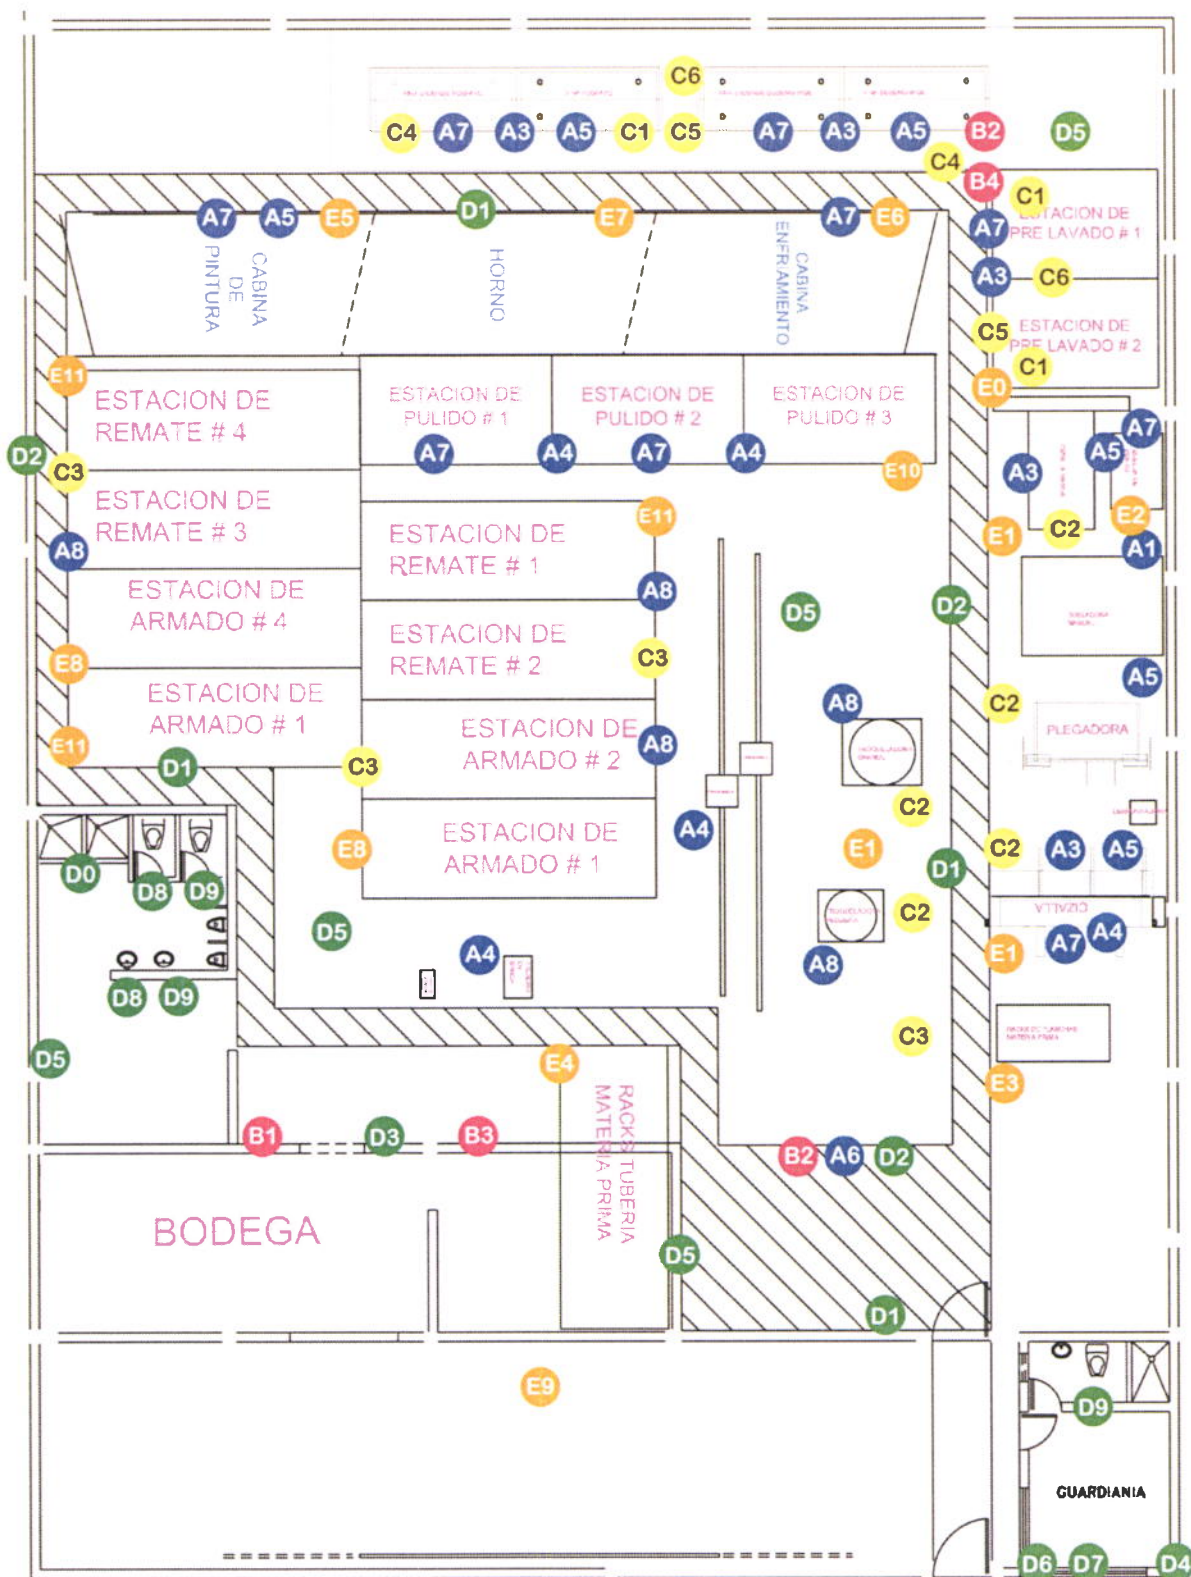 C6
C4 A7 A3 A5 C1 C5 A7 A3 A5 B2 D5
C4
B4
C1
A7 A5 E5 D1 E7 A7 E6
ESTACION DE
PRE LAVADO # 1
A7
CABINA
DE
PINTURA
HORNO
CABINA
ENFRAMIENTO
A3 C6
C5
ESTACION DE
PRE LAVADO # 2
C1
E11
E0
ESTACION DE
REMATE # 4
ESTACION DE
PULIDO # 1
ESTACION DE
PULIDO # 2
ESTACION DE
PULIDO # 3
A7
A5
D2
C3
A7 A4 A7 A4 E10
A3
ESTACION DE
REMATE # 3
E11
E2
C2
E1
A1
ESTACION DE
REMATE # 1
A8
ESTACION DE
ARMADO # 4
A8
D5 D2
ESTACION DE
REMATE # 2
C3
E8
A5
ESTACION DE
ARMADO # 1
A8 C2
PLEGADORA
ESTACION DE
ARMADO # 2
A8
E11 D1 C3
C2
A4
ESTACION DE
ARMADO # 1
E8 E1 C2 A3 A5
D0 D8 D9 D1
CIZALLA
C2
D5
A4
A7 A4
E1
A8
D8 D9
C3
RACKS DE PLANCHAS
MATERIA PRIMA
D5
E4
E3
RACKS TUBERIA
MATERIA PRIMA
B1 D3 B3
B2 A6 D2
BODEGA
D5
D1
E9
D9
GUARDIANIA
D6 D7 D4